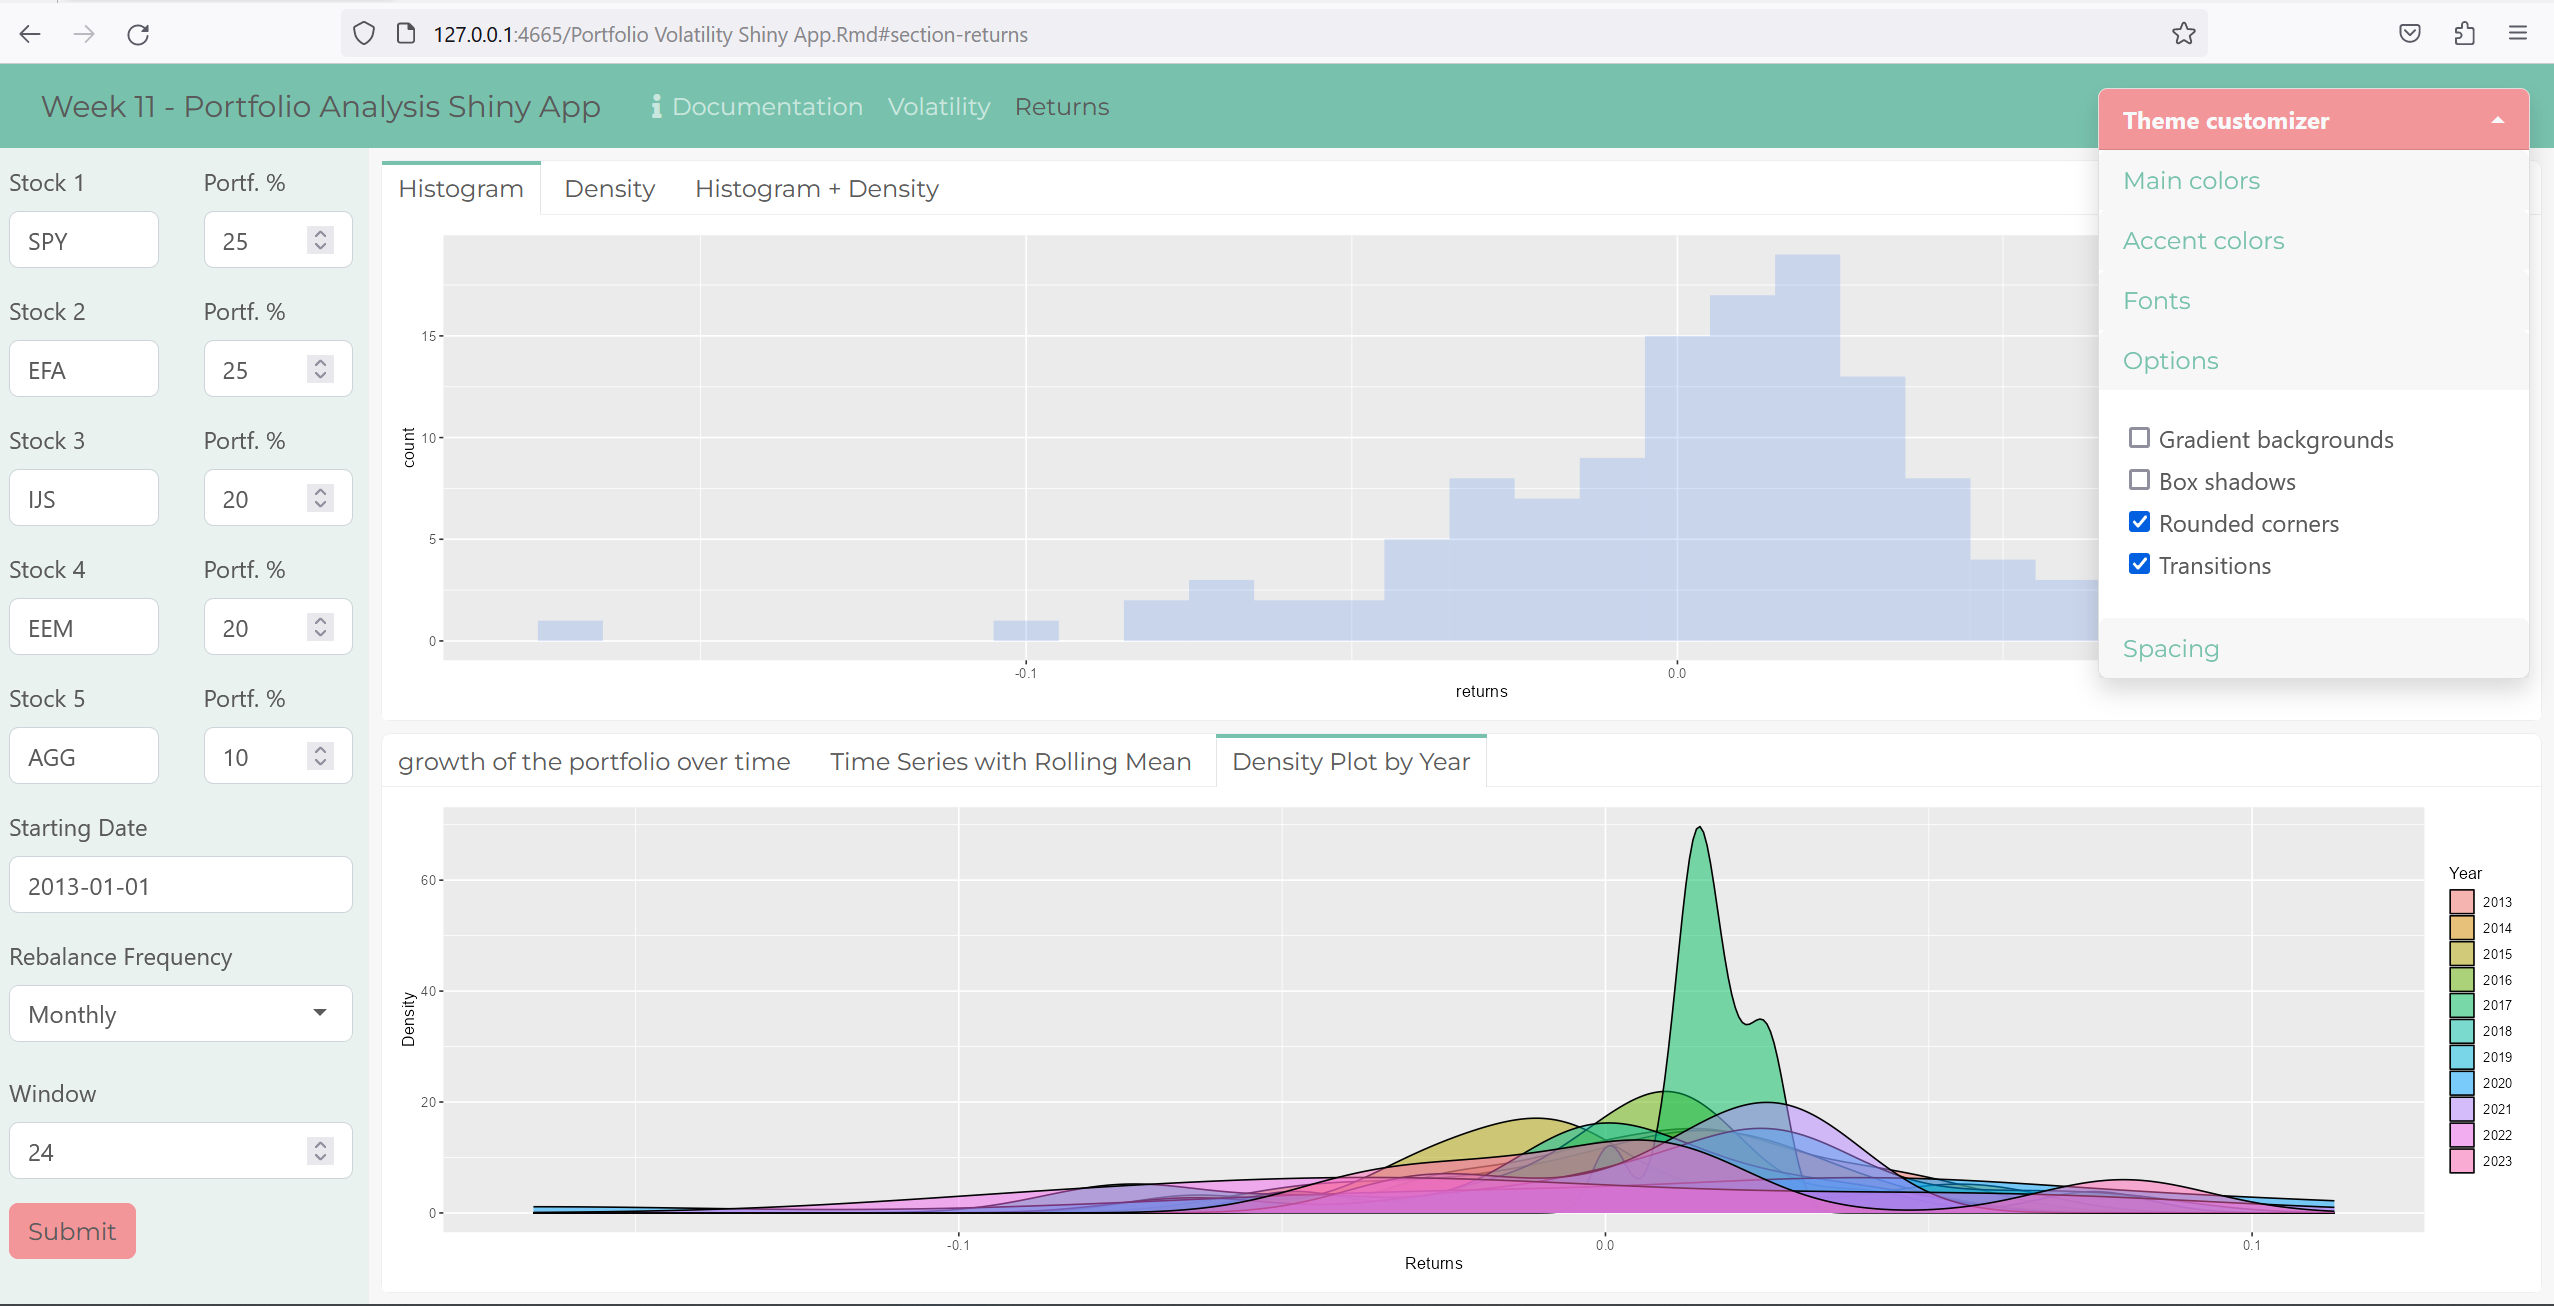 127.0.0.1:4665/Portfolio Volatility Shiny App.Rmd#section-returns
Week 11 - Portfolio Analysis Shiny App
Documentation
Volatility
Returns
Theme customizer
Main colors
Accent colors
Fonts
Options
Gradient backgrounds
Box shadows
Rounded corners
Transitions
Spacing
Stock 1
Portf. %
SPY
25
Stock 2
Portf. %
EFA
25
Stock 3
Portf. %
IJS
20
Stock 4
Portf. %
EEM
20
Stock 5
Portf. %
AGG
10
Starting Date
2013-01-01
Rebalance Frequency
Monthly
Window
24
Submit
Histogram
Density
Histogram + Density
count
15
10
5
0
-0.1
0.0
returns
growth of the portfolio over time
Time Series with Rolling Mean
Density Plot by Year
Density
60
40
20
0
-0.1
0.0
0.1
Returns
Year
2013
2014
2015
2016
2017
2018
2019
2020
2021
2022
2023